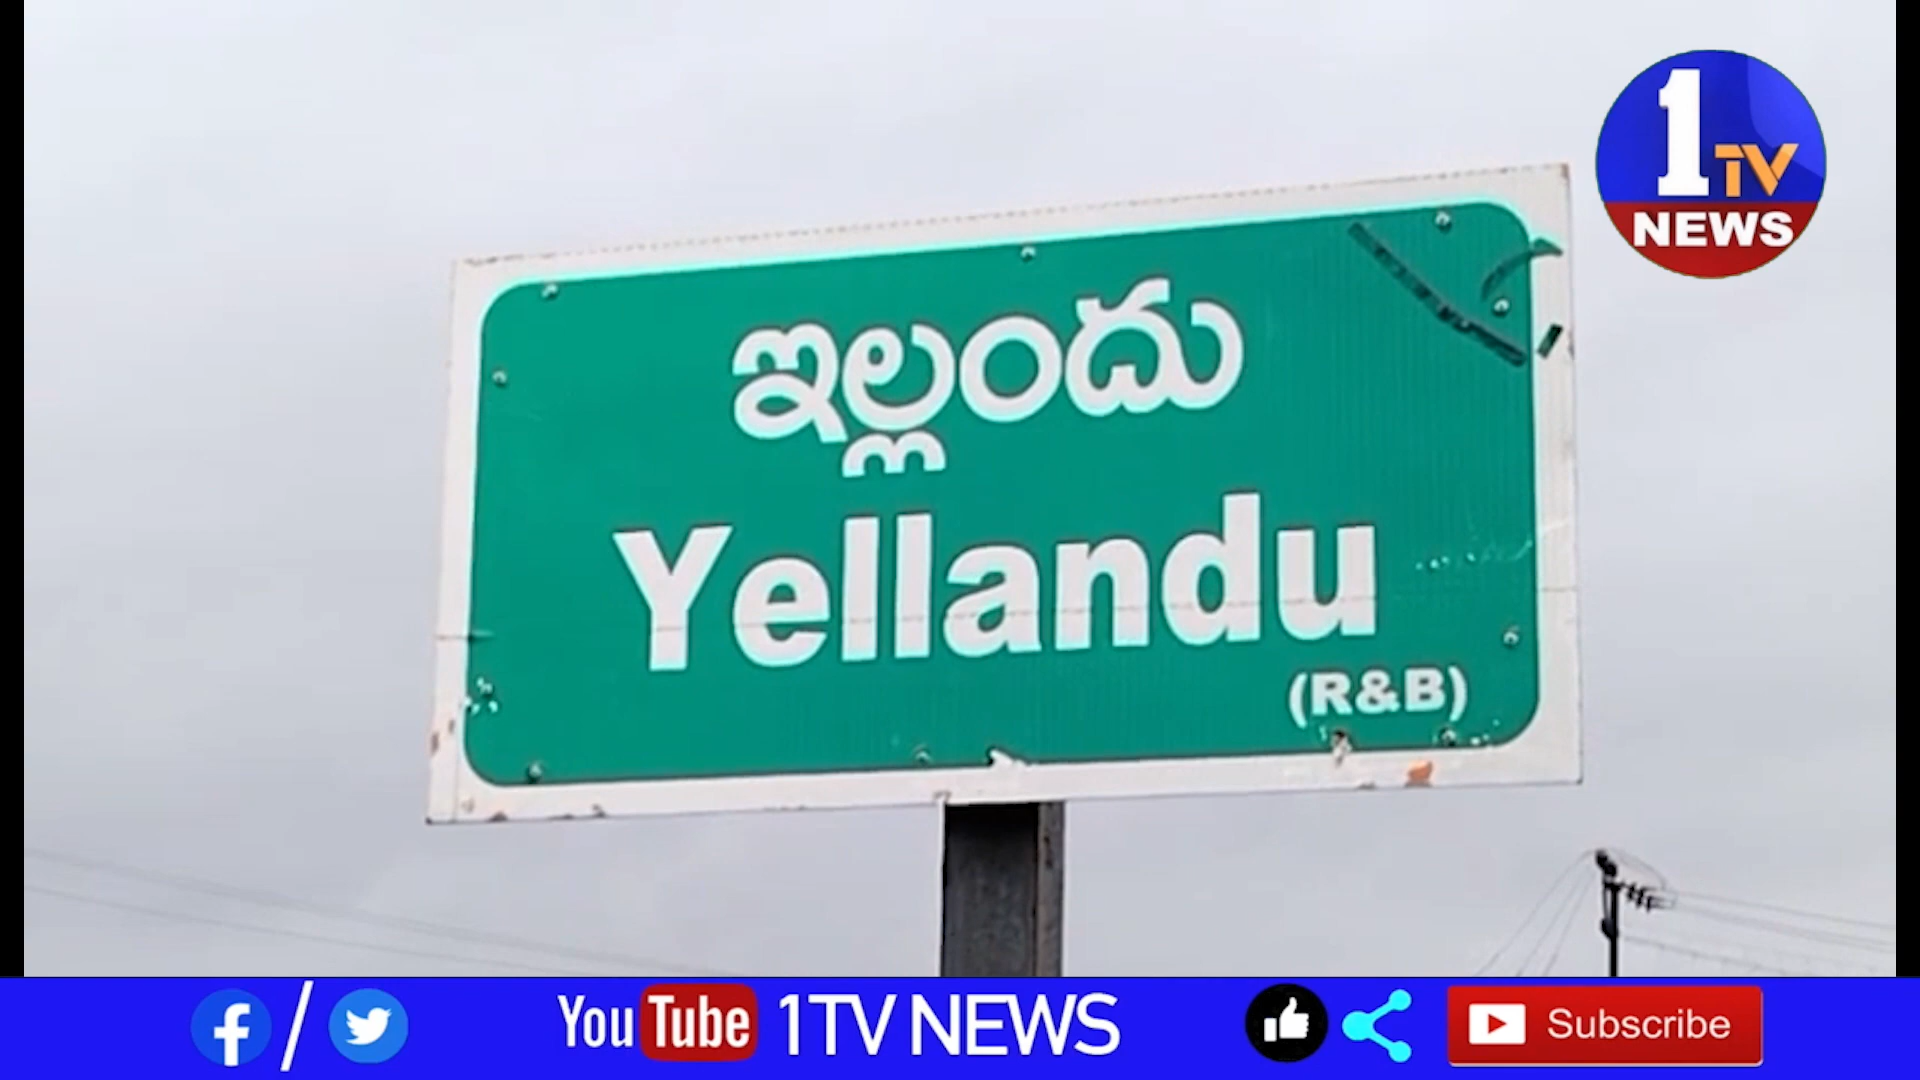 1TV
NEWS
ఇల్లందు
Yellandu
(R&B)
f / YouTube 1TV NEWS Subscribe